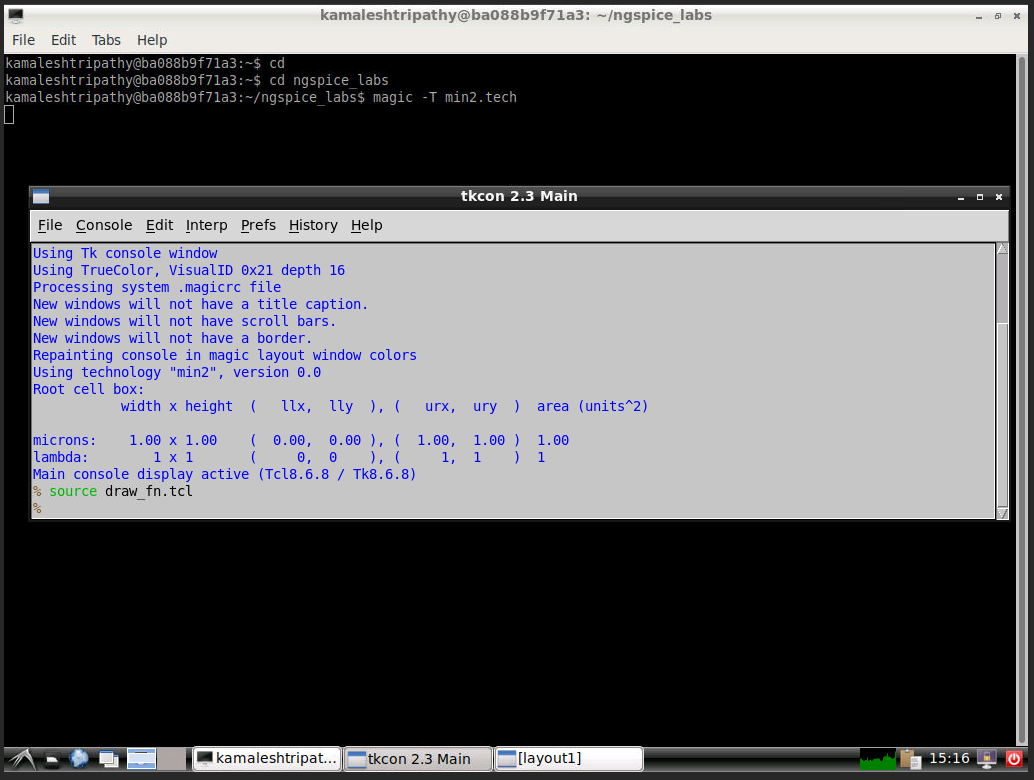 kamaleshtripathy@ba088b9f71a3: ~/ngspice_labs
File Edit Tabs Help
kamaleshtripathy@ba088b9f71a3:~$ cd
kamaleshtripathy@ba088b9f71a3:~$ cd ngspice_labs
kamaleshtripathy@ba088b9f71a3:~/ngspice_labs$ magic -T min2.tech
tkcon 2.3 Main
File Console Edit Interp Prefs History Help
Using Tk console window
Using TrueColor, VisualID 0x21 depth 16
Processing system .magicrc file
New windows will not have a title caption.
New windows will not have scroll bars.
New windows will not have a border.
Repainting console in magic layout window colors
Using technology "min2", version 0.0
Root cell box:
width x height ( llx, lly ), ( urx, ury ) area (units^2)
microns: 1.00 x 1.00 ( 0.00, 0.00 ), ( 1.00, 1.00 ) 1.00
lambda: 1 x 1 ( 0, 0 ), ( 1, 1 ) 1
Main console display active (Tcl8.6.8 / Tk8.6.8)
% source draw_fn.tcl
%
kamaleshtripat... tkcon 2.3 Main [layout1] 15:16